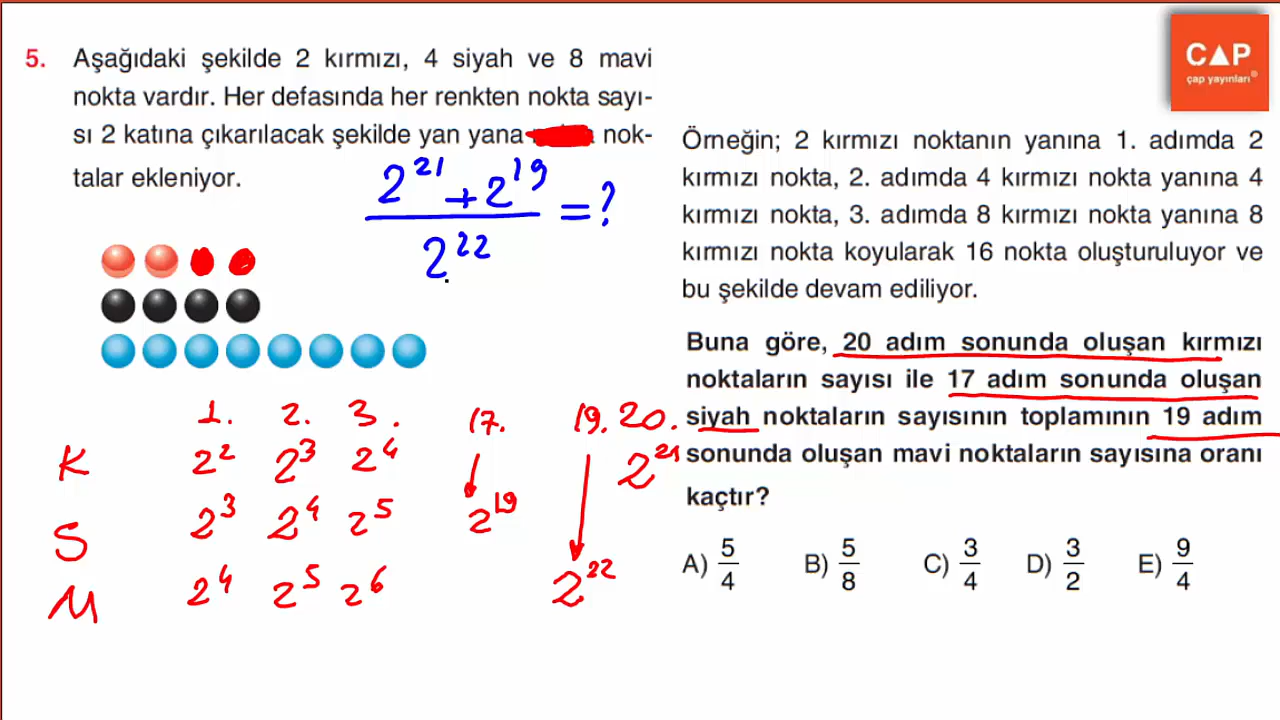 5. Aşağıdaki şekilde 2 kırmızı, 4 siyah ve 8 mavi
nokta vardır. Her defasında her renkten nokta sayı-
sı 2 katına çıkarılacak şekilde yan yana nok-
talar ekleniyor.
2^21 + 2^19 / 2^22 = ?
ÇAP
çap yayınları®
Örneğin; 2 kırmızı noktanın yanına 1. adımda 2
kırmızı nokta, 2. adımda 4 kırmızı nokta yanına 4
kırmızı nokta, 3. adımda 8 kırmızı nokta yanına 8
kırmızı nokta koyularak 16 nokta oluşturuluyor ve
bu şekilde devam ediliyor.
Buna göre, 20 adım sonunda oluşan kırmızı
noktaların sayısı ile 17 adım sonunda oluşan
siyah noktaların sayısının toplamının 19 adım
sonunda oluşan mavi noktaların sayısına oranı
kaçtır?
A) 5/4 B) 5/8 C) 3/4 D) 3/2 E) 9/4
1. 2. 3. 17. 19. 20.
K 2^2 2^3 2^4 2^21
S 2^3 2^4 2^5 2^19
M 2^4 2^5 2^6 2^22